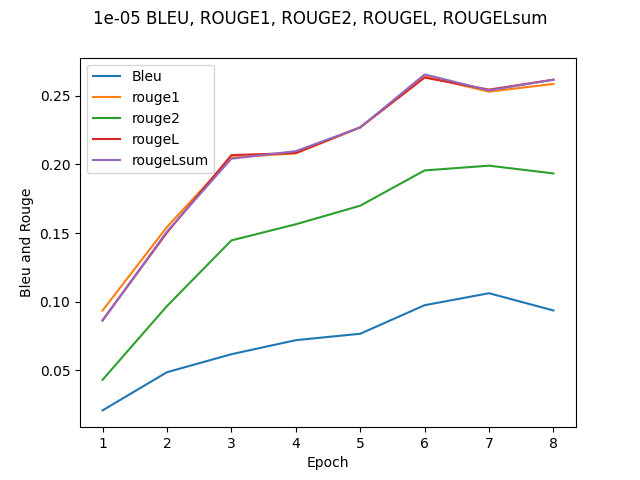 1e-05 BLEU, ROUGE1, ROUGE2, ROUGEL, ROUGELsum
Bleu
rouge1
rouge2
rougeL
rougeLsum
0.25
0.20
0.15
0.10
0.05
Bleu and Rouge
1 2 3 4 5 6 7 8
Epoch